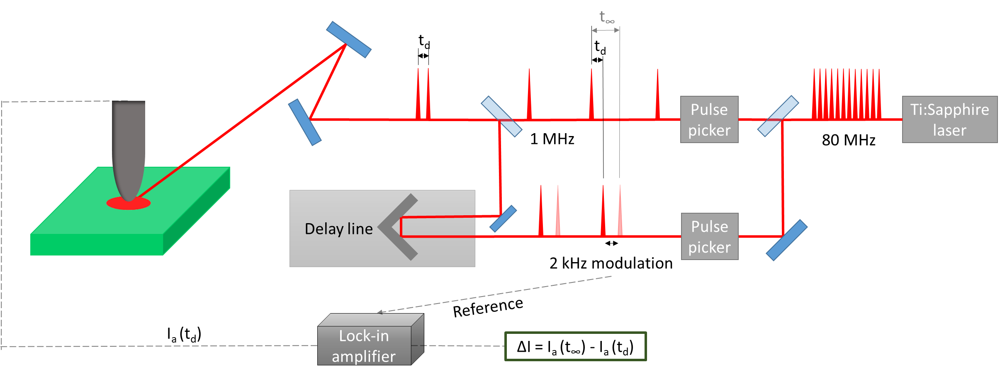 t∞
td
td
Pulse
picker
Ti:Sapphire
laser
1 MHz
80 MHz
Delay line
Pulse
picker
2 kHz modulation
Reference
Ia (td)
Lock-in
amplifier
ΔI = Ia (t∞) - Ia (td)